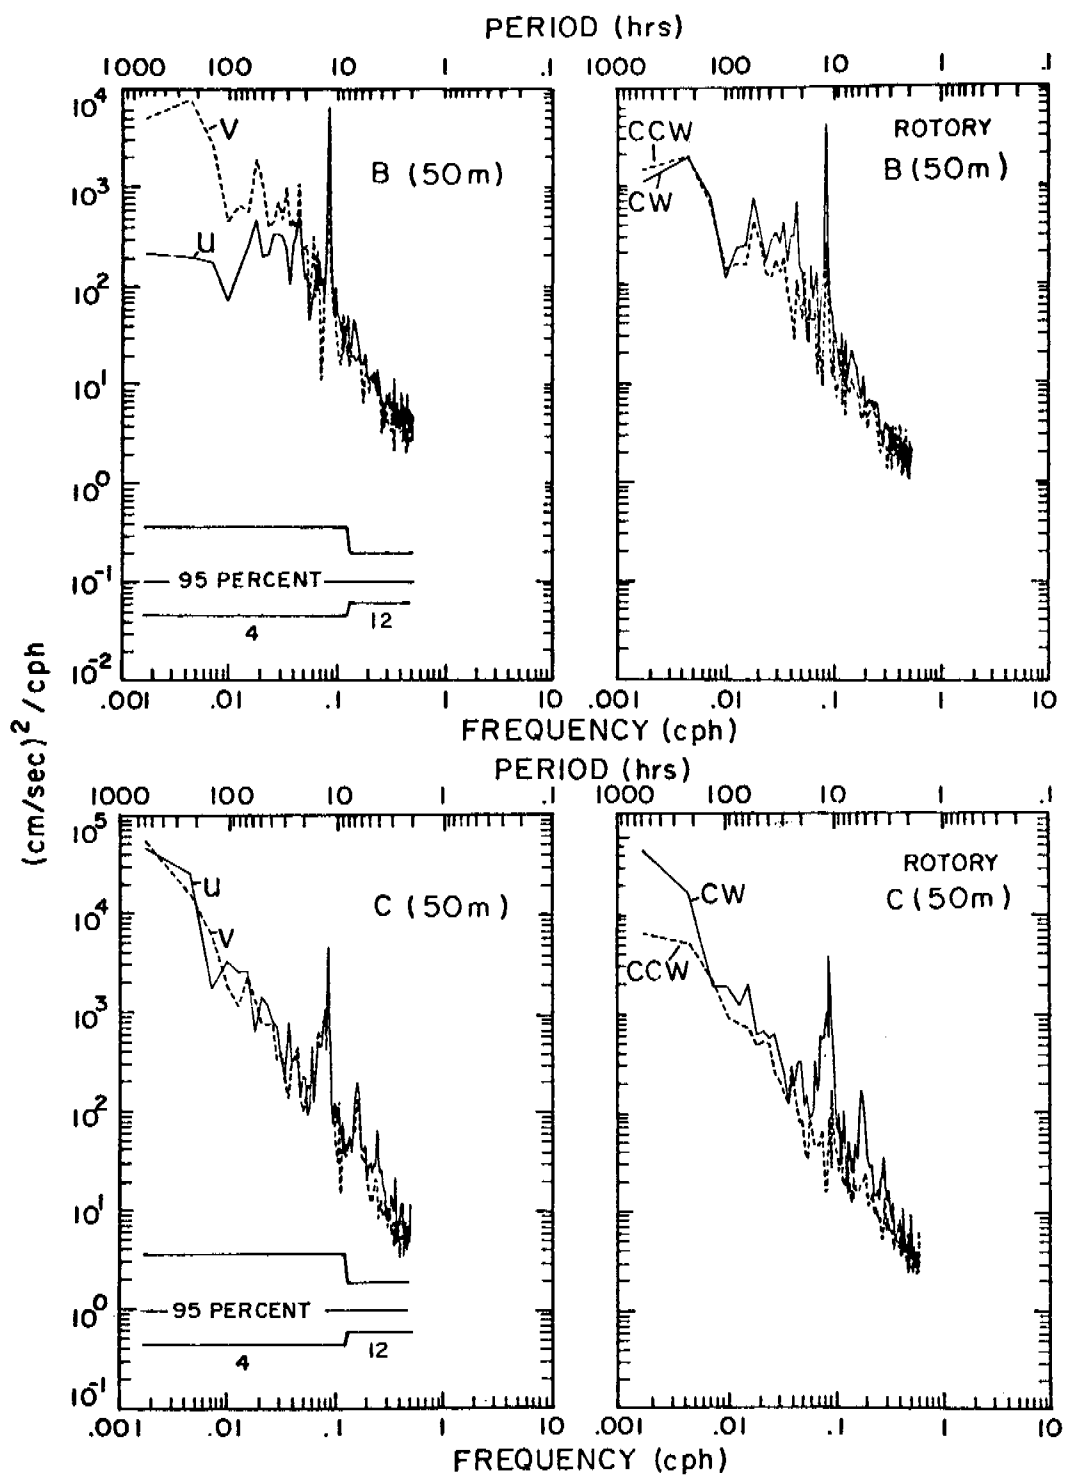 PERIOD (hrs)
1000 100 10 1 .1
1000 100 10 1 .1
10^4
10^3
10^2
10^1
10^0
10^-1
10^-2
V
u
B (50m)
95 PERCENT
4
12
CCW
CW
ROTORY
B (50m)
.001 .01 .1 1 10
.001 .01 .1 1 10
FREQUENCY (cph)
(cm/sec)^2/cph
PERIOD (hrs)
1000 100 10 1 .1
1000 100 10 1 .1
10^5
10^4
10^3
10^2
10^1
10^0
10^-1
u
V
C (50m)
95 PERCENT
4
12
CW
CCW
ROTORY
C (50m)
.001 .01 .1 1 10
.001 .01 .1 1 10
FREQUENCY (cph)